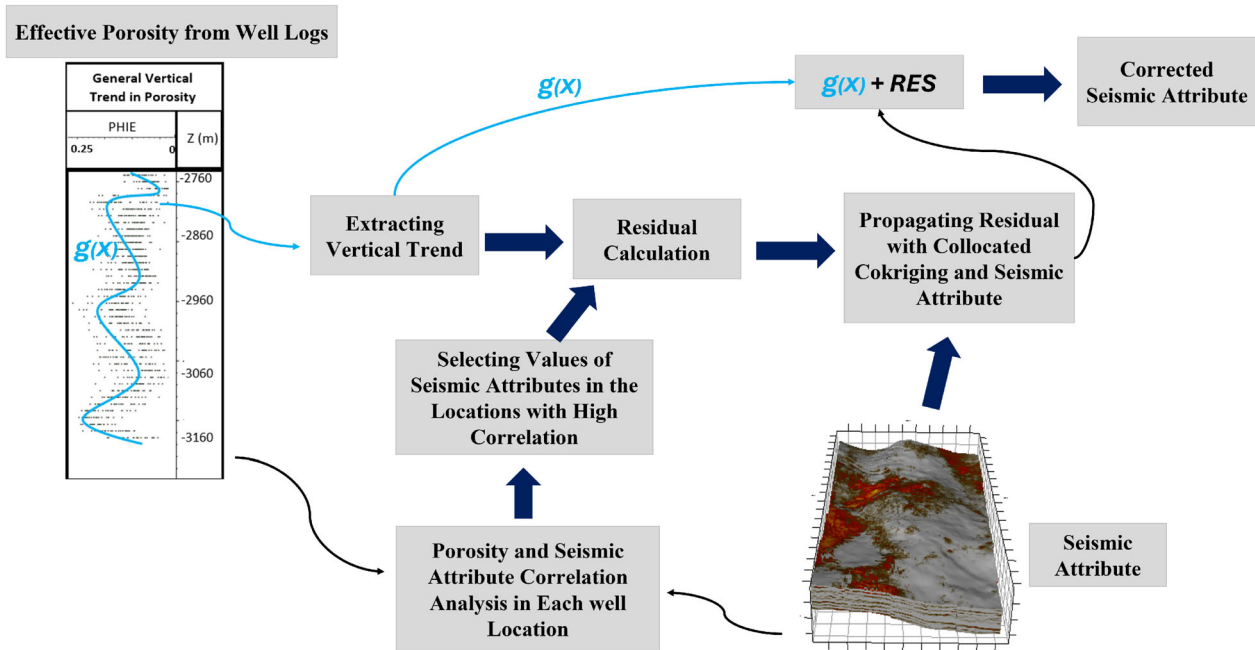 Effective Porosity from Well Logs
General Vertical
Trend in Porosity
PHIE
Z (m)
0.25
0
-2760
-2860
-2960
-3060
-3160
g(x)
g(x)
Extracting
Vertical Trend
Residual
Calculation
g(x) + RES
Corrected
Seismic Attribute
Propagating Residual
with Collocated
Cokriging and Seismic
Attribute
Selecting Values of
Seismic Attributes in the
Locations with High
Correlation
Porosity and Seismic
Attribute Correlation
Analysis in Each well
Location
Seismic
Attribute